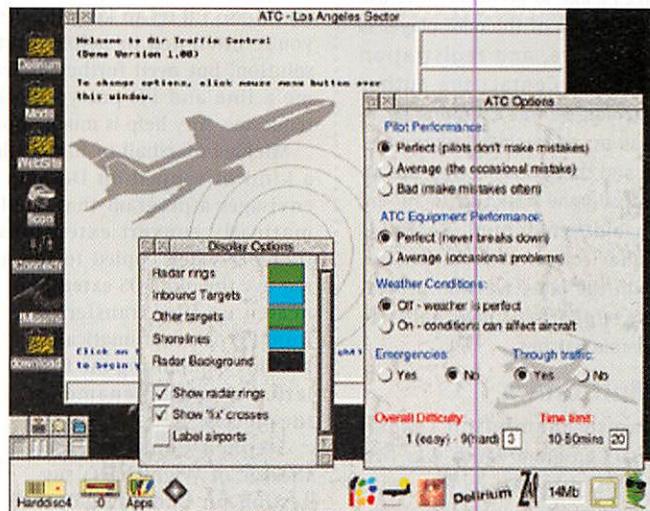 ATC - Los Angeles Sector
Welcome to Air Traffic Control
(Demo Version 1.00)
To change options, click mouse menu button over
this window.
Delirium
Mods
WebSite
Display Options
Radar rings
Inbound Targets
Other targets
Shorelines
Radar Background
Show radar rings
Show 'fix' crosses
Label airports
to begin
download
ATC Options
Pilot Performance:
Perfect (pilots don't make mistakes)
Average (the occasional mistake)
Bad (make mistakes often)
ATC Equipment Performance:
Perfect (never breaks down)
Average (occasional problems)
Weather Conditions:
Off - weather is perfect
On - conditions can affect aircraft
Emergencies: Through traffic:
Yes No Yes No
Overall Difficulty: Time limit:
1 (easy) - 9(hard) 3 10-50mins 20
Harddisc4 :0 Apps Delirium 14Mb